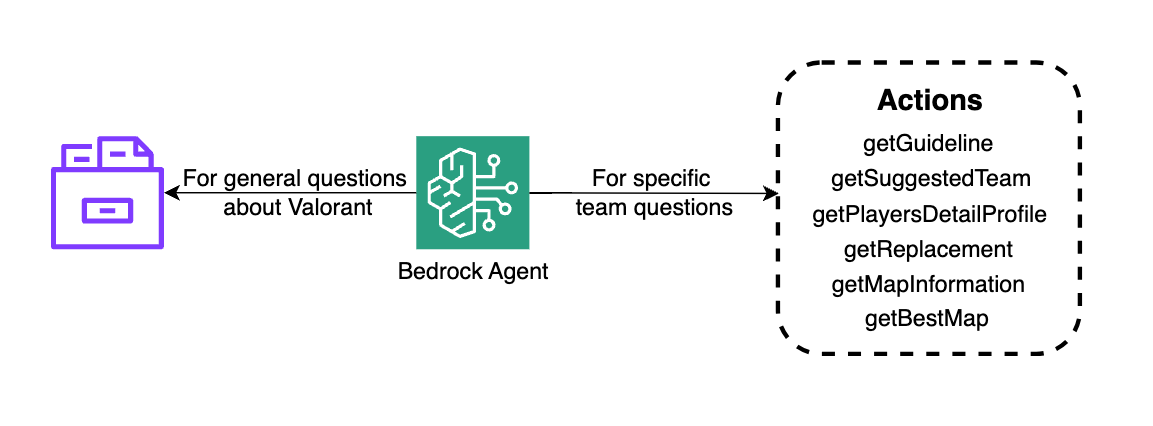 For general questions
about Valorant
Bedrock Agent
For specific
team questions
Actions
getGuideline
getSuggestedTeam
getPlayersDetailProfile
getReplacement
getMapInformation
getBestMap